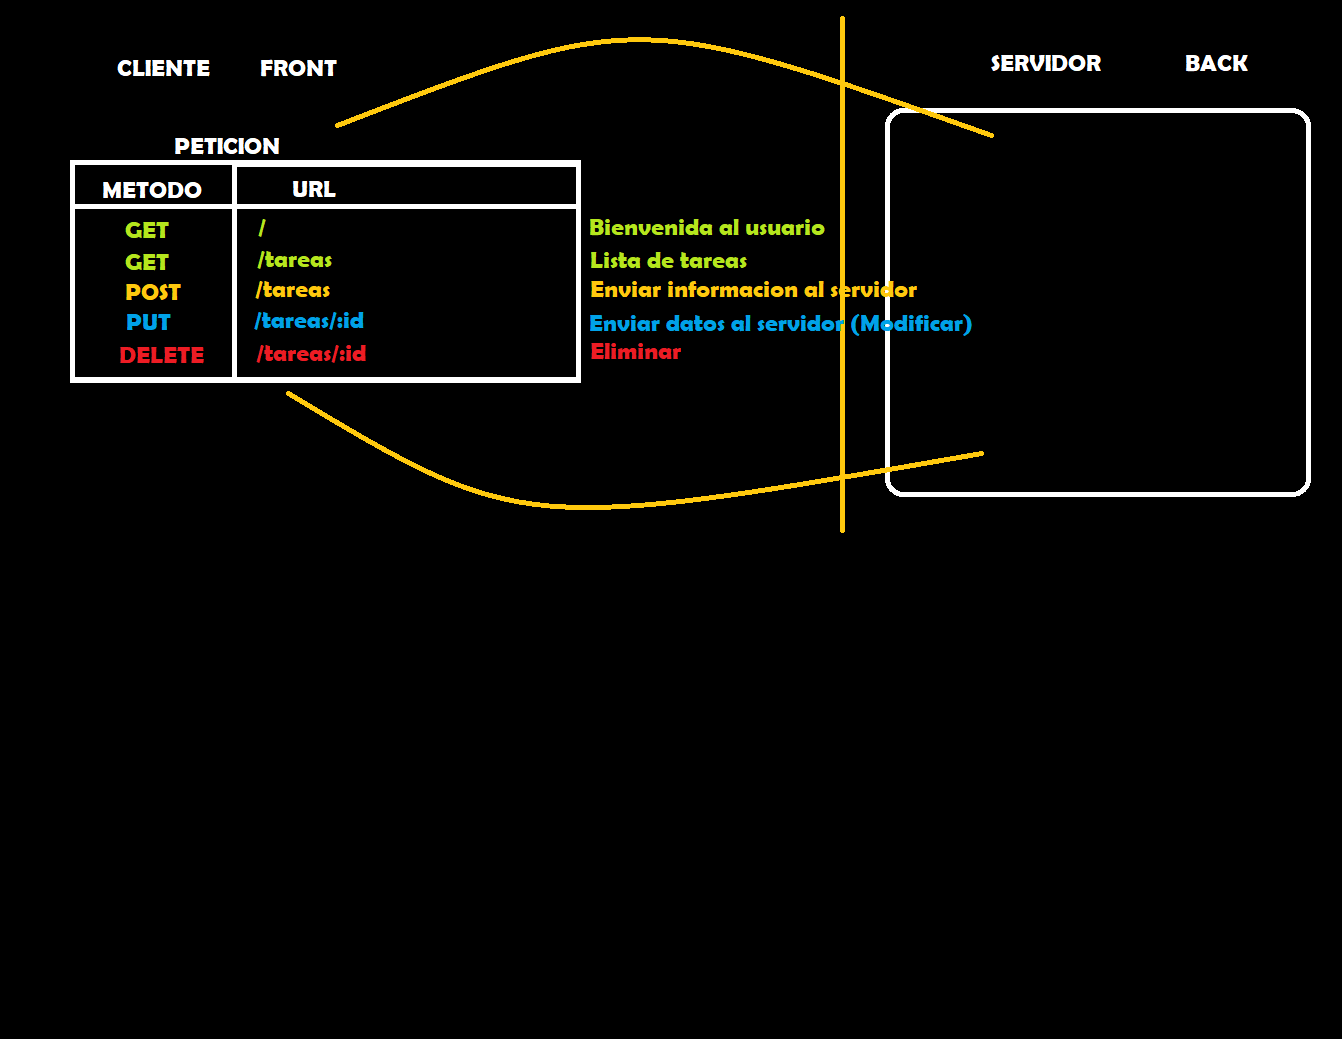 CLIENTE FRONT
SERVIDOR BACK
PETICION
METODO URL
GET / Bienvenida al usuario
GET /tareas Lista de tareas
POST /tareas Enviar informacion al servidor
PUT /tareas/:id Enviar datos al servidor (Modificar)
DELETE /tareas/:id Eliminar